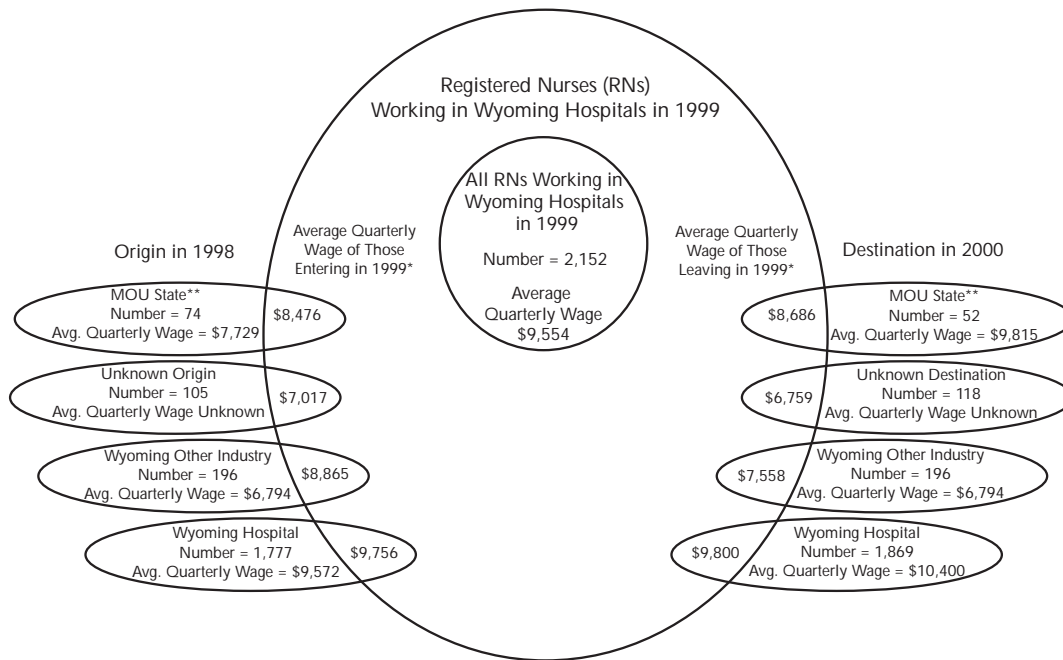 Registered Nurses (RNs)
Working in Wyoming Hospitals in 1999
All RNs Working in
Wyoming Hospitals
in 1999
Number = 2,152
Average
Quarterly Wage
$9,554
Origin in 1998
Average Quarterly
Wage of Those
Entering in 1999*
MOU State**
Number = 74
Avg. Quarterly Wage = $7,729
$8,476
Unknown Origin
Number = 105
Avg. Quarterly Wage Unknown
$7,017
Wyoming Other Industry
Number = 196
Avg. Quarterly Wage = $6,794
$8,865
Wyoming Hospital
Number = 1,777
Avg. Quarterly Wage = $9,572
$9,756
Average Quarterly
Wage of Those
Leaving in 1999*
Destination in 2000
$8,686
MOU State**
Number = 52
Avg. Quarterly Wage = $9,815
$6,759
Unknown Destination
Number = 118
Avg. Quarterly Wage Unknown
$7,558
Wyoming Other Industry
Number = 196
Avg. Quarterly Wage = $6,794
$9,800
Wyoming Hospital
Number = 1,869
Avg. Quarterly Wage = $10,400